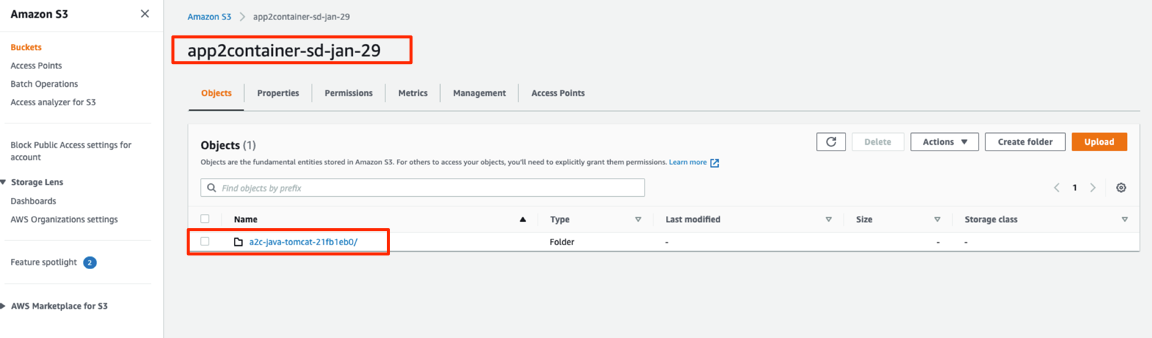 Amazon S3
Amazon S3 > app2container-sd-jan-29
Buckets
Access Points
Batch Operations
Access analyzer for S3
Block Public Access settings for
account
Storage Lens
Dashboards
AWS Organizations settings
Feature spotlight 2
AWS Marketplace for S3
app2container-sd-jan-29
Objects Properties Permissions Metrics Management Access Points
Objects (1)
Delete Actions Create folder Upload
Objects are the fundamental entities stored in Amazon S3. For others to access your objects, you'll need to explicitly grant them permissions. Learn more
Find objects by prefix
1
Name Type Last modified Size Storage class
a2c-java-tomcat-21fb1eb0/ Folder - - -